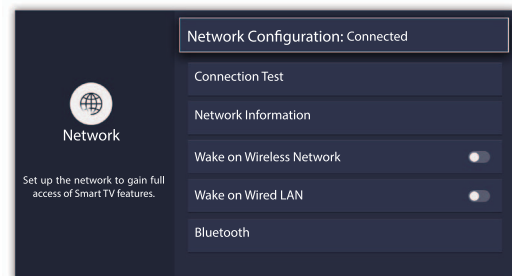 Network
Set up the network to gain full
access of Smart TV features.
Network Configuration: Connected
Connection Test
Network Information
Wake on Wireless Network
Wake on Wired LAN
Bluetooth